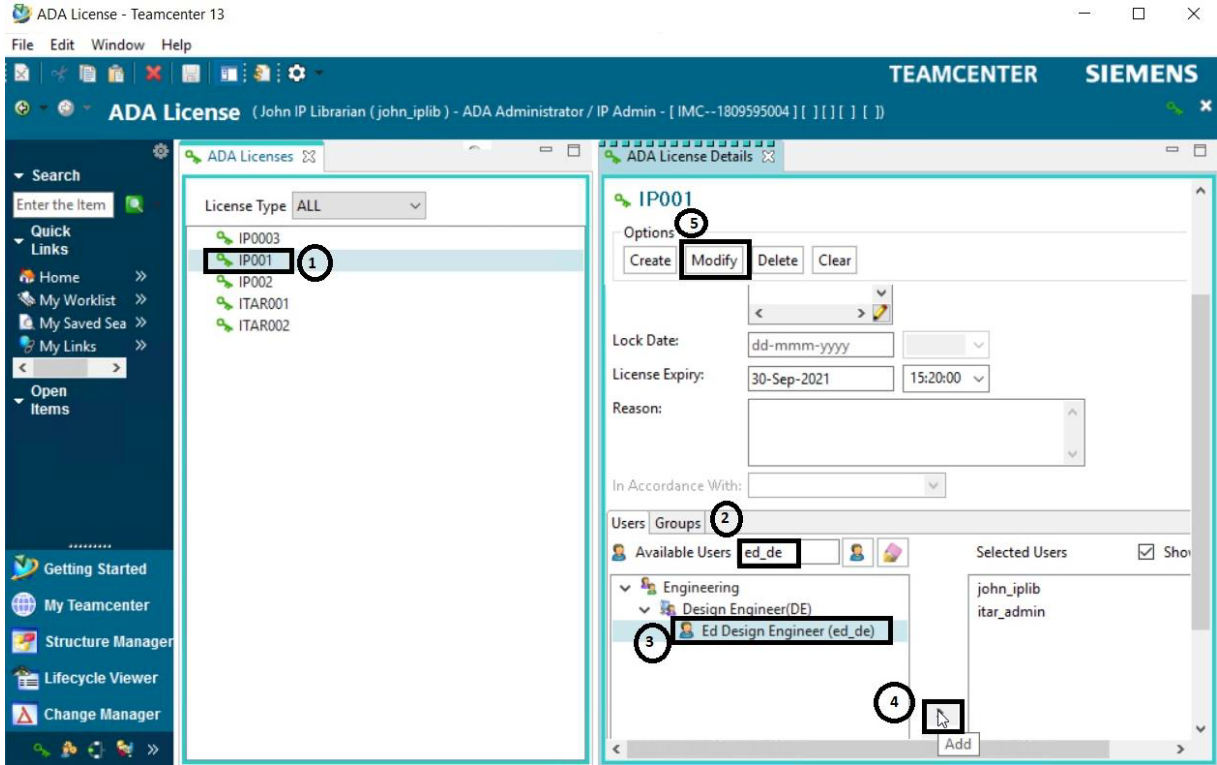 ADA License - Teamcenter 13
File Edit Window Help
TEAMCENTER SIEMENS
ADA License (John IP Librarian ( john_iplib ) - ADA Administrator / IP Admin - [ IMC--1809595004 ] [ ] [ ] [ ] [ ])
Search
Enter the Item
Quick
Links
Home
My Worklist
My Saved Sea
My Links
Open
Items
Getting Started
My Teamcenter
Structure Manager
Lifecycle Viewer
Change Manager
ADA Licenses
License Type ALL
IP0003
IP001 1
IP002
ITAR001
ITAR002
ADA License Details
IP001
Options 5
Create Modify Delete Clear
Lock Date: dd-mmm-yyyy
License Expiry: 30-Sep-2021 15:20:00
Reason:
In Accordance With:
Users Groups 2
Available Users ed_de Selected Users Sho
Engineering
Design Engineer(DE)
3 Ed Design Engineer (ed_de)
john_iplib
itar_admin
4
Add